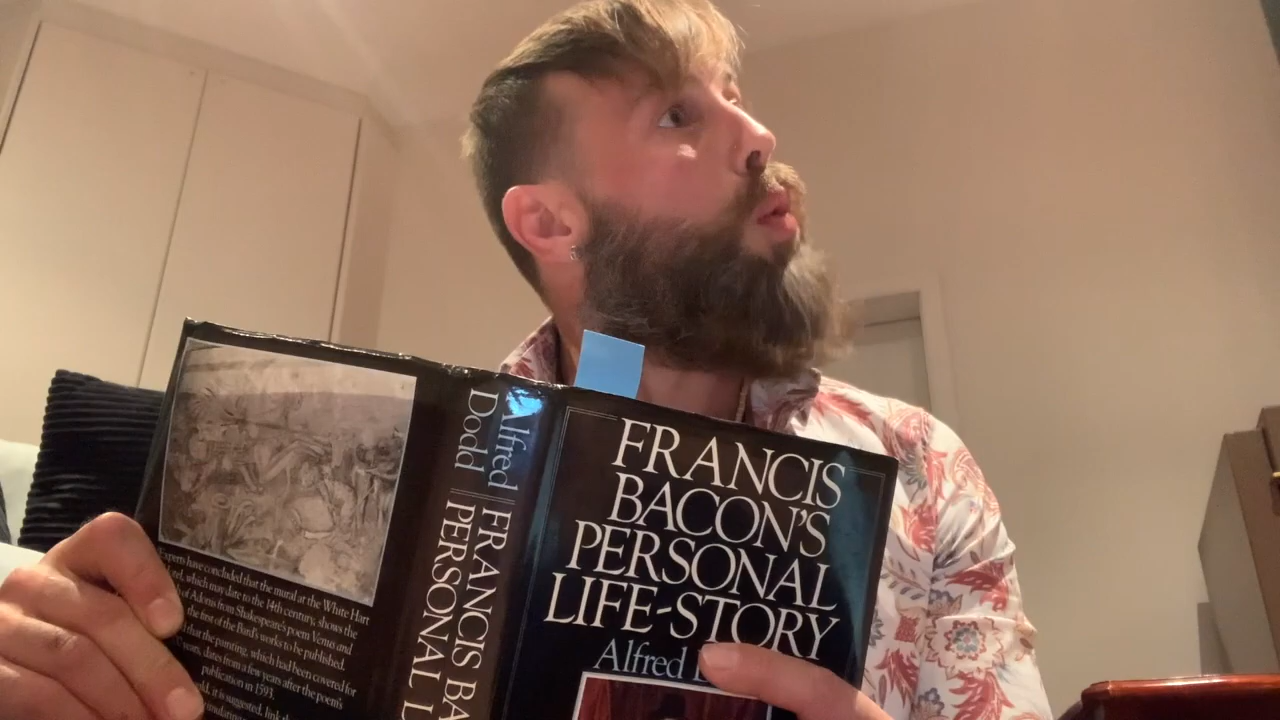 FRANCIS
BACON'S
PERSONAL
LIFE-STORY
Alfred
Alfred
Dodd
FRANCIS BA
PERSONAL L
Experts have concluded that the mural at the White Hart
which may date to the 14th century, shows the
of Adonis from Shakespeare's poem Venus and
the first of the Bard's works to be published.
that the painting, which had been covered for
years, dates from a few years after the poem's
publication in 1593.
it is suggested, link